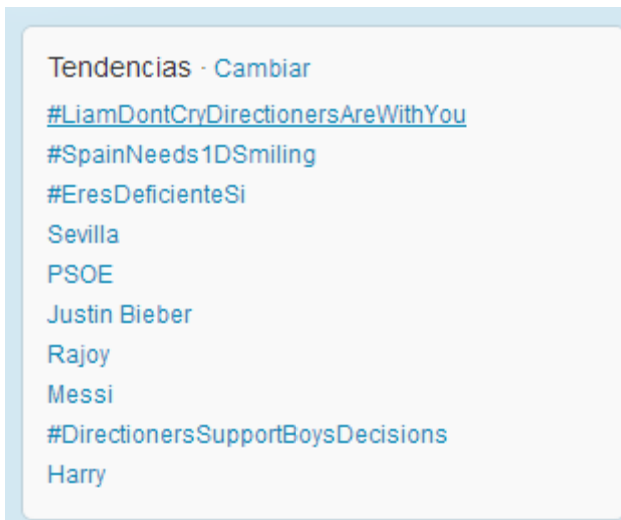 Tendencias · Cambiar
#LiamDontCryDirectionersAreWithYou
#SpainNeeds1DSmiling
#EresDeficienteSi
Sevilla
PSOE
Justin Bieber
Rajoy
Messi
#DirectionersSupportBoysDecisions
Harry